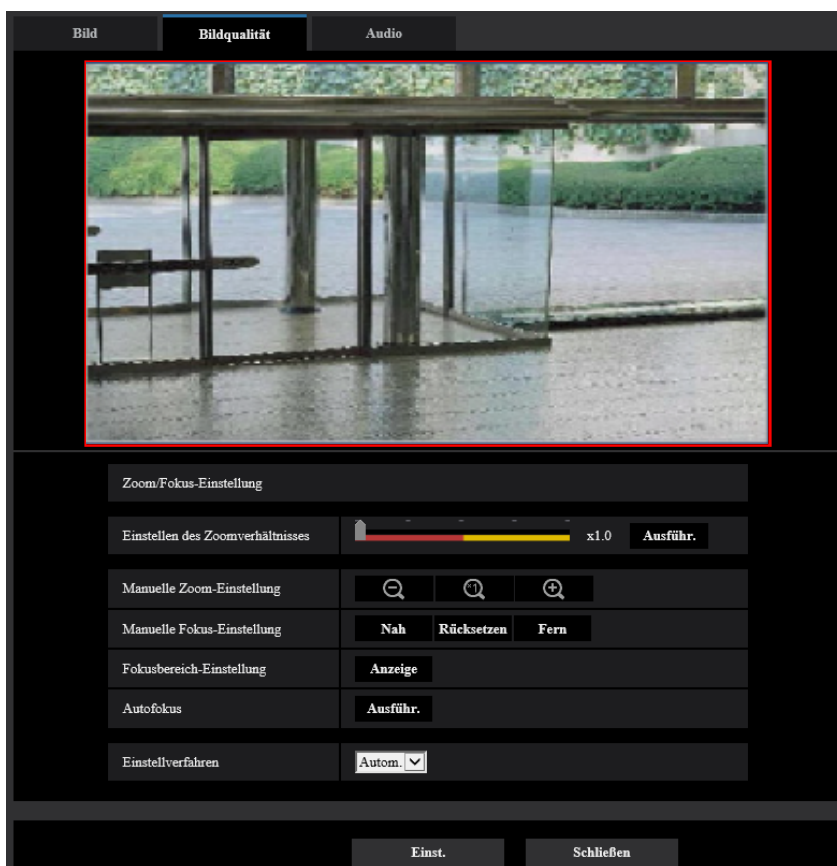 Bild Bildqualität Audio
Zoom/Fokus-Einstellung
Einstellen des Zoomverhältnisses x1.0 Ausführ.
Manuelle Zoom-Einstellung ×1
Manuelle Fokus-Einstellung Nah Rücksetzen Fern
Fokusbereich-Einstellung Anzeige
Autofokus Ausführ.
Einstellverfahren Autom.
Einst. Schließen